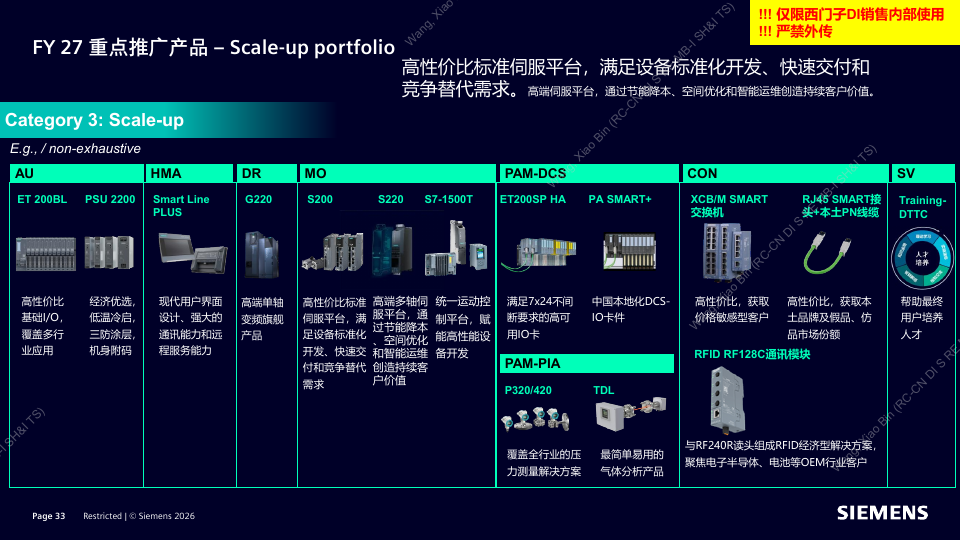 !!! 仅限西门子DI销售内部使用
!!! 严禁外传
FY 27 重点推广产品 – Scale-up portfolio
高性价比标准伺服平台，满足设备标准化开发、快速交付和
竞争替代需求。高端伺服平台，通过节能降本、空间优化和智能运维创造持续客户价值。
Category 3: Scale-up
E.g., / non-exhaustive
AU
ET 200BL
PSU 2200
高性价比
基础I/O，
覆盖多行
业应用
经济优选，
低温冷启，
三防涂层，
机身附码
HMA
Smart Line
PLUS
现代用户界面
设计、强大的
通讯能力和远
程服务能力
DR
G220
高端单轴
变频旗舰
产品
MO
S200
S220
S7-1500T
高性价比标准
伺服平台，满
足设备标准化
开发、快速交
付和竞争替代
需求
高端多轴伺
服平台，通
过节能降本
、空间优化
和智能运维
创造持续客
户价值
统一运动控
制平台，赋
能高性能设
备开发
PAM-DCS
ET200SP HA
PA SMART+
满足7x24不间
断要求的高可
用IO卡
中国本地化DCS-
IO卡件
PAM-PIA
P320/420
TDL
覆盖全行业的压
力测量解决方案
最简单易用的
气体分析产品
CON
XCB/M SMART
交换机
RJ45 SMART接
头+本土PN线缆
高性价比，获取
价格敏感型客户
高性价比，获取本
土品牌及假品、仿
品市场份额
RFID RF128C通讯模块
与RF240R读头组成RFID经济型解决方案，
聚焦电子半导体、电池等OEM行业客户
SV
Training-
DTTC
人才
培养
帮助最终
用户培养
人才
Page 33
Restricted | © Siemens 2026
SIEMENS